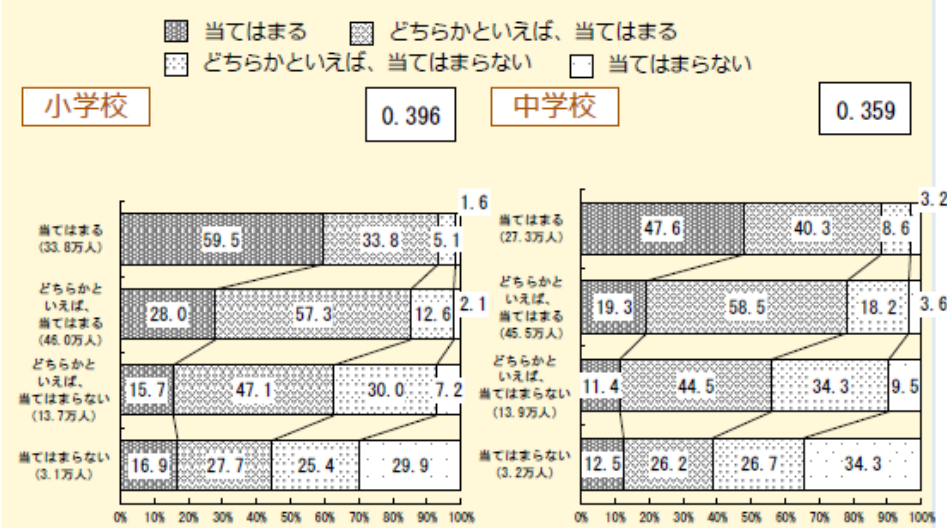 当てはまる どちらかといえば、当てはまる
どちらかといえば、当てはまらない 当てはまらない
小学校 0.396
当てはまる
(33.8万人)
59.5 33.8 5.1 1.6
どちらかと
いえば、
当てはまる
(46.0万人)
28.0 57.3 12.6 2.1
どちらかと
いえば、
当てはまらない
(13.7万人)
15.7 47.1 30.0 7.2
当てはまらない
(3.1万人)
16.9 27.7 25.4 29.9
0% 10% 20% 30% 40% 50% 60% 70% 80% 90% 100%
中学校 0.359
当てはまる
(27.3万人)
47.6 40.3 8.6 3.2
どちらかと
いえば、
当てはまる
(45.5万人)
19.3 58.5 18.2 3.6
どちらかと
いえば、
当てはまらない
(13.9万人)
11.4 44.5 34.3 9.5
当てはまらない
(3.2万人)
12.5 26.2 26.7 34.3
0% 10% 20% 30% 40% 50% 60% 70% 80% 90% 100%